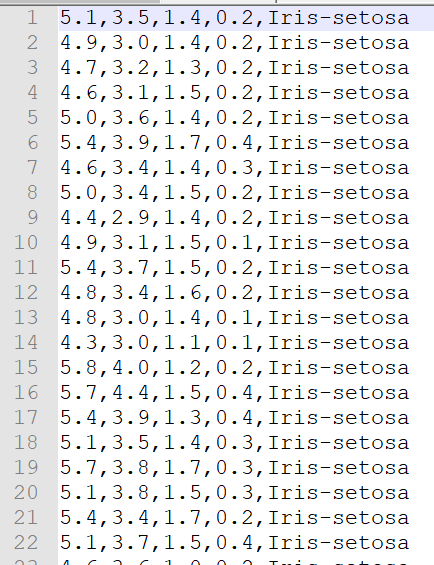 1 5.1,3.5,1.4,0.2,Iris-setosa
2 4.9,3.0,1.4,0.2,Iris-setosa
3 4.7,3.2,1.3,0.2,Iris-setosa
4 4.6,3.1,1.5,0.2,Iris-setosa
5 5.0,3.6,1.4,0.2,Iris-setosa
6 5.4,3.9,1.7,0.4,Iris-setosa
7 4.6,3.4,1.4,0.3,Iris-setosa
8 5.0,3.4,1.5,0.2,Iris-setosa
9 4.4,2.9,1.4,0.2,Iris-setosa
10 4.9,3.1,1.5,0.1,Iris-setosa
11 5.4,3.7,1.5,0.2,Iris-setosa
12 4.8,3.4,1.6,0.2,Iris-setosa
13 4.8,3.0,1.4,0.1,Iris-setosa
14 4.3,3.0,1.1,0.1,Iris-setosa
15 5.8,4.0,1.2,0.2,Iris-setosa
16 5.7,4.4,1.5,0.4,Iris-setosa
17 5.4,3.9,1.3,0.4,Iris-setosa
18 5.1,3.5,1.4,0.3,Iris-setosa
19 5.7,3.8,1.7,0.3,Iris-setosa
20 5.1,3.8,1.5,0.3,Iris-setosa
21 5.4,3.4,1.7,0.2,Iris-setosa
22 5.1,3.7,1.5,0.4,Iris-setosa